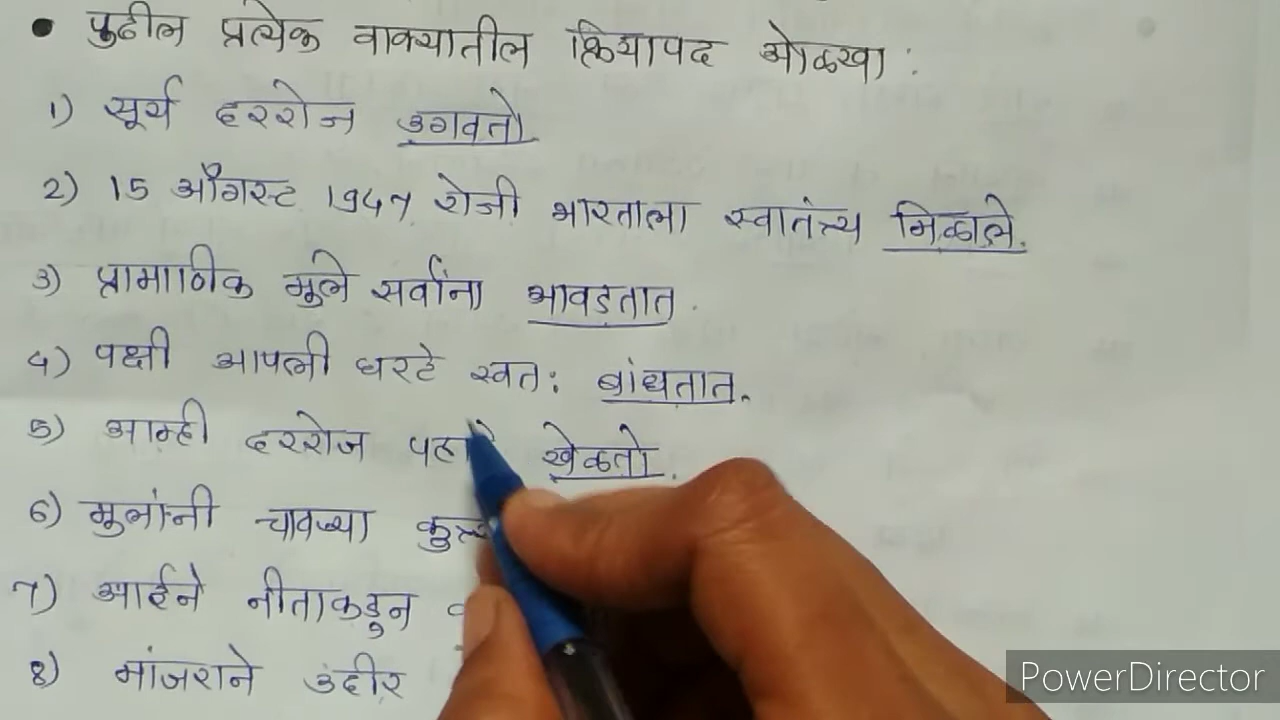 • पुढील प्रत्येक वाक्यातील क्रियापद ओळखा :
1) सूर्य दररोज उगवतो.
2) 15 ऑगस्ट 1947 रोजी भारताला स्वातंत्र्य मिळाले.
3) प्रामाणिक मुले सर्वांना आवडतात.
4) पक्षी आपली घरटे स्वतः बांधतात.
5) आम्ही दररोज खेळतो.
6) मुलांनी
7) आईने नीताकडून
8) मांजराने उंदीर
PowerDirector